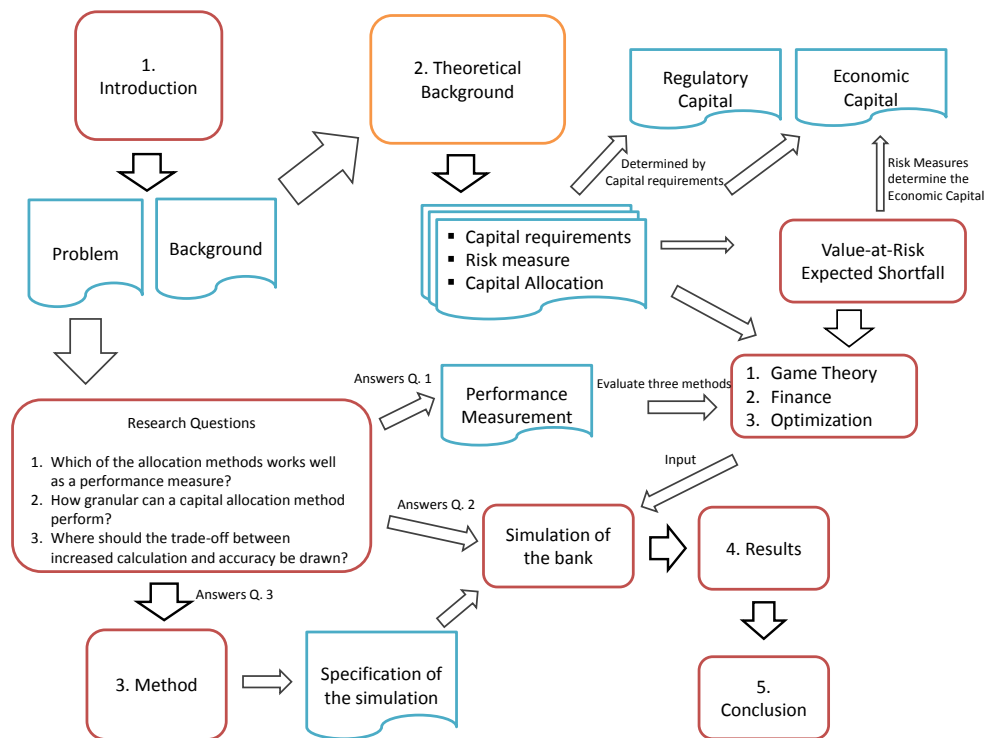 1.
Introduction
2. Theoretical
Background
Regulatory
Capital
Economic
Capital
Determined by
Capital requirements
Risk Measures
determine the
Economic Capital
Problem
Background
▪ Capital requirements
▪ Risk measure
▪ Capital Allocation
Value-at-Risk
Expected Shortfall
Answers Q. 1
Performance
Measurement
Evaluate three methods
1. Game Theory
2. Finance
3. Optimization
Research Questions
1. Which of the allocation methods works well
as a performance measure?
2. How granular can a capital allocation method
perform?
3. Where should the trade-off between
increased calculation and accuracy be drawn?
Input
Answers Q. 2
Simulation of
the bank
4. Results
Answers Q. 3
3. Method
Specification of
the simulation
5.
Conclusion